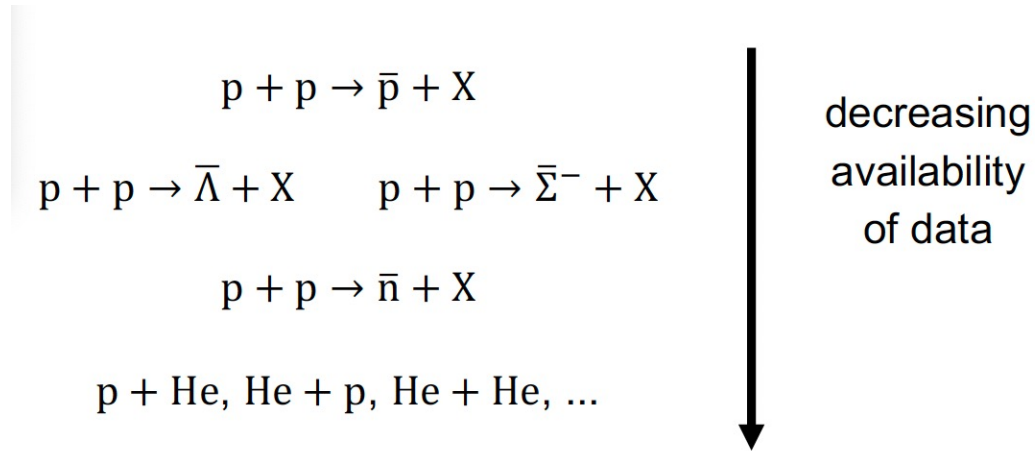 p + p → p̄ + X
p + p → Λ̄ + X p + p → Σ̄⁻ + X
p + p → n̄ + X
p + He, He + p, He + He, ...
decreasing
availability
of data